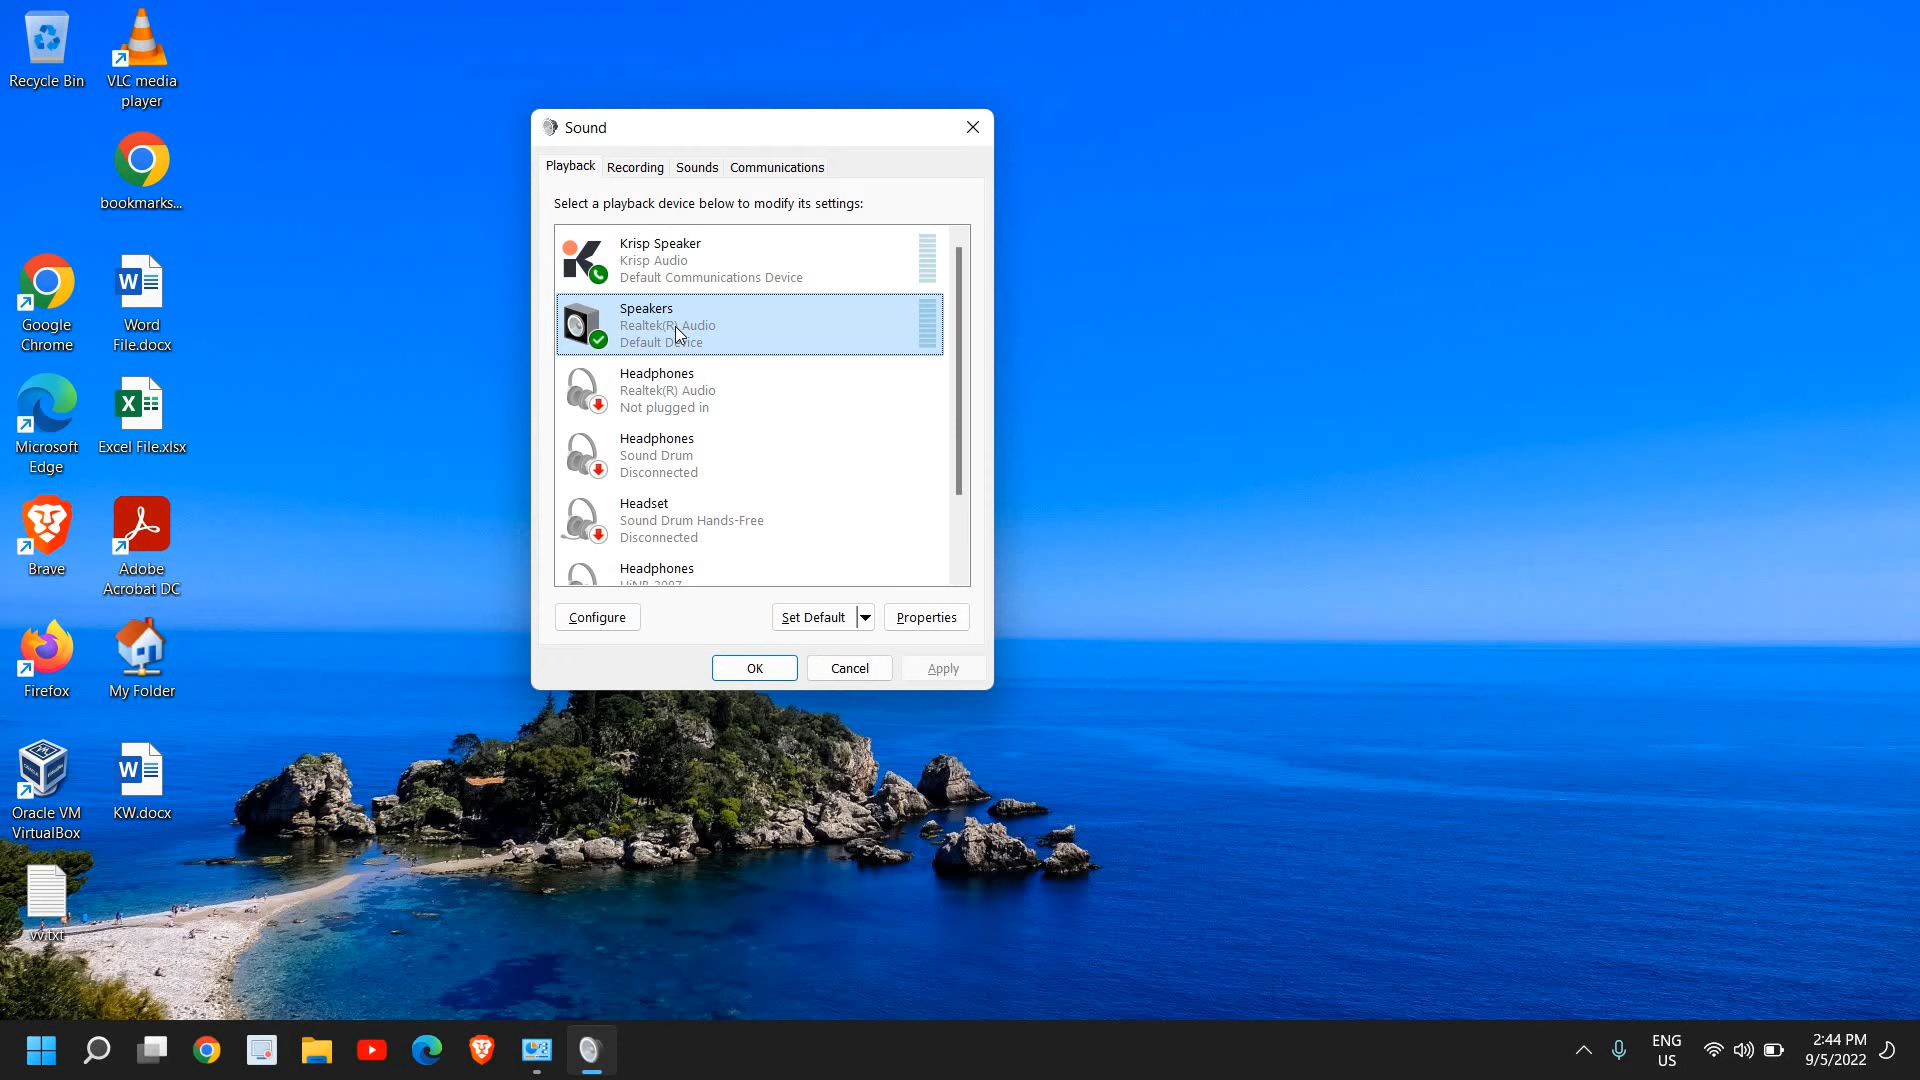 Recycle Bin
VLC media
player
bookmarks...
Google
Chrome
Word
File.docx
Microsoft
Edge
Excel File.xlsx
Brave
Adobe
Acrobat DC
Firefox
My Folder
Oracle VM
VirtualBox
KW.docx
Sound
Playback
Recording
Sounds
Communications
Select a playback device below to modify its settings:
Krisp Speaker
Krisp Audio
Default Communications Device
Speakers
Realtek(R) Audio
Default Device
Headphones
Realtek(R) Audio
Not plugged in
Headphones
Sound Drum
Disconnected
Headset
Sound Drum Hands-Free
Disconnected
Headphones
Configure
Set Default
Properties
OK
Cancel
Apply
ENG
US
2:44 PM
9/5/2022